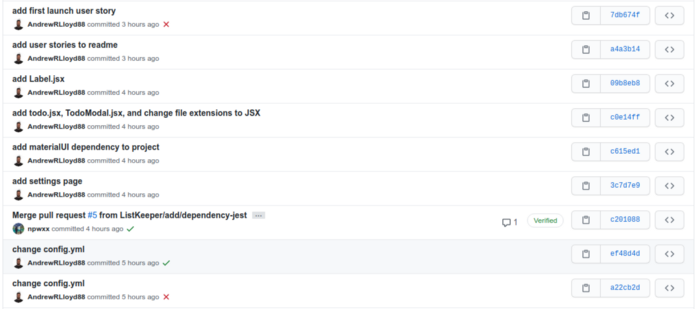 add first launch user story
7db674f
AndrewRLloyd88 committed 3 hours ago
add user stories to readme
a4a3b14
AndrewRLloyd88 committed 3 hours ago
add Label.jsx
09b8eb8
AndrewRLloyd88 committed 4 hours ago
add todo.jsx, TodoModal.jsx, and change file extensions to JSX
c0e14ff
AndrewRLloyd88 committed 4 hours ago
add materialUI dependency to project
c615ed1
AndrewRLloyd88 committed 4 hours ago
add settings page
3c7d7e9
AndrewRLloyd88 committed 4 hours ago
Merge pull request #5 from ListKeeper/add/dependency-jest
1 Verified c201088
npwxx committed 4 hours ago
change config.yml
ef48d4d
AndrewRLloyd88 committed 5 hours ago
change config.yml
a22cb2d
AndrewRLloyd88 committed 5 hours ago